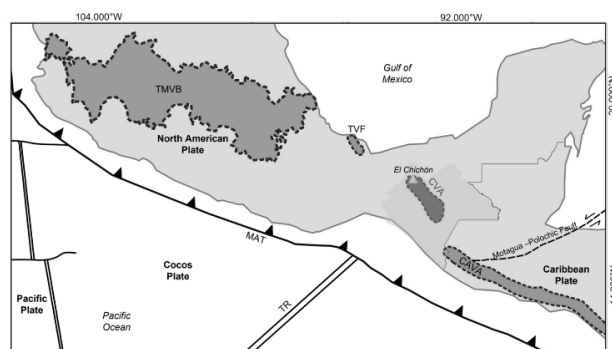 104.000°W
92.000°W
Gulf of
Mexico
TMVB
TVF
North American
Plate
El Chichón
CVA
MAT
Motagua –Polochic Fault
CAVA
Cocos
Plate
Caribbean
Plate
TR
Pacific
Plate
Pacific
Ocean